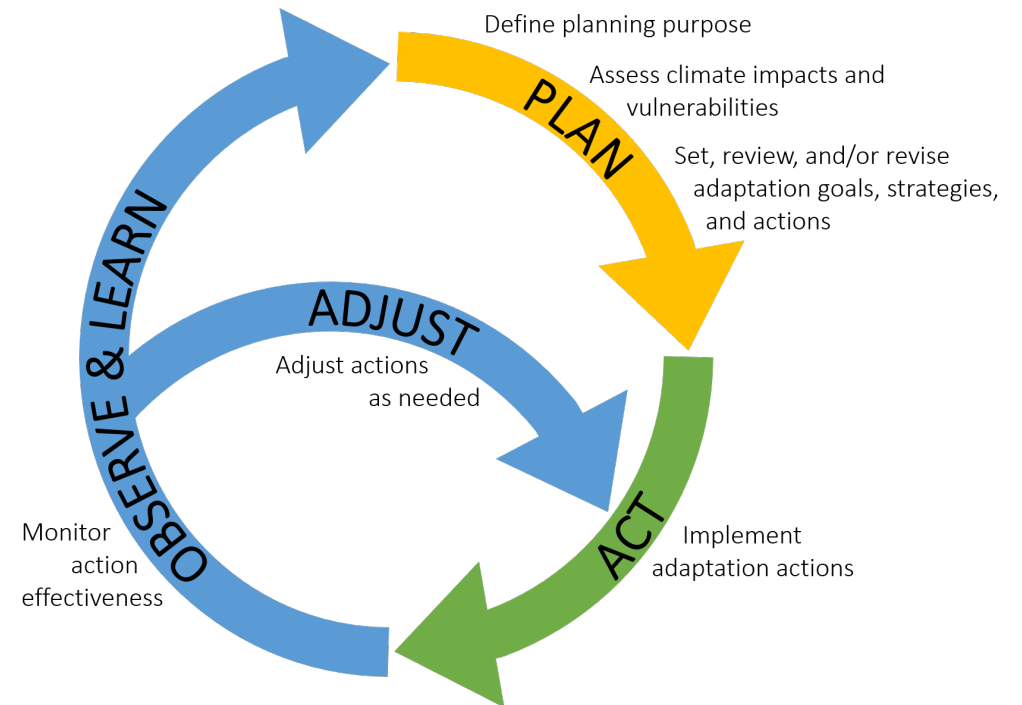 Define planning purpose
PLAN
Assess climate impacts and
vulnerabilities
Set, review, and/or revise
adaptation goals, strategies,
and actions
OBSERVE & LEARN
ADJUST
Adjust actions
as needed
ACT
Implement
adaptation actions
Monitor
action
effectiveness